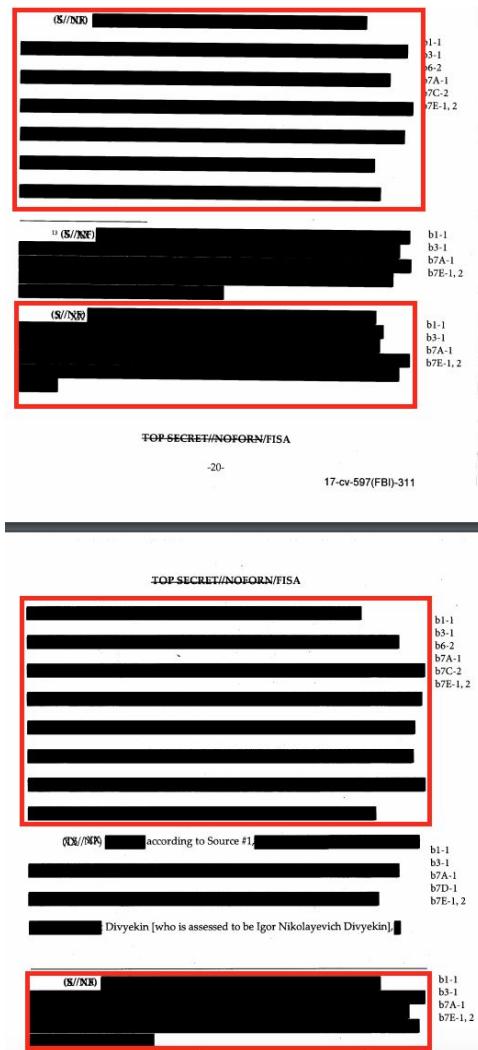 (S//NF)
b1-1
b3-1
b6-2
b7A-1
b7C-2
b7E-1, 2
13 (S//NF)
b1-1
b3-1
b7A-1
b7E-1, 2
(S//NF)
b1-1
b3-1
b7A-1
b7E-1, 2
TOP SECRET//NOFORN/FISA
-20-
17-cv-597(FBI)-311
TOP SECRET//NOFORN/FISA
b1-1
b3-1
b6-2
b7A-1
b7C-2
b7E-1, 2
according to Source #1,
b1-1
b3-1
b7A-1
b7D-1
b7E-1, 2
: Divyekin [who is assessed to be Igor Nikolayevich Divyekin],
(S//NF)
b1-1
b3-1
b7A-1
b7E-1, 2